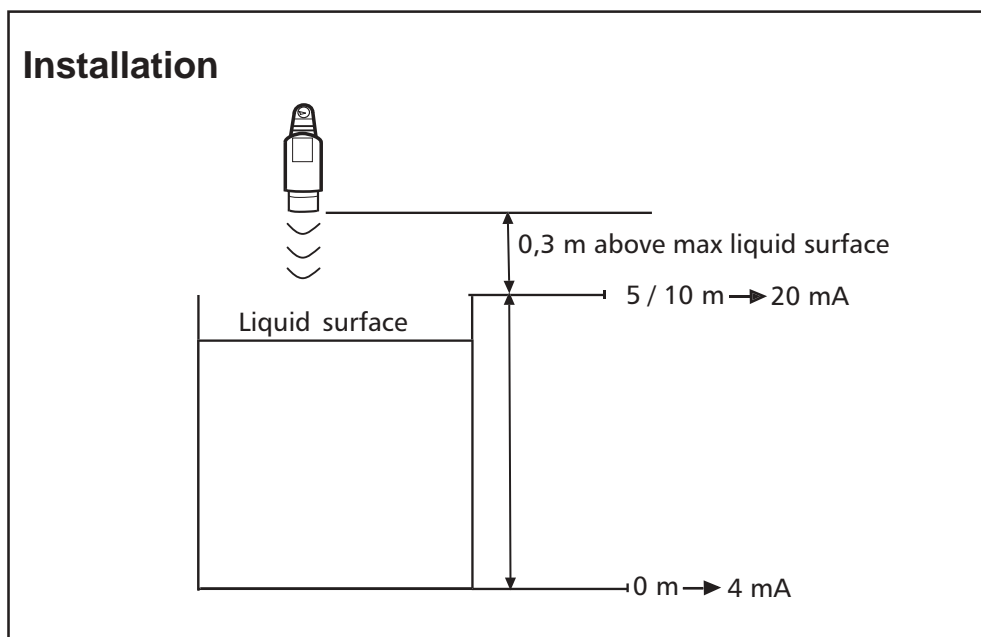 Installation
0,3 m above max liquid surface
5 / 10 m 20 mA
Liquid surface
0 m 4 mA